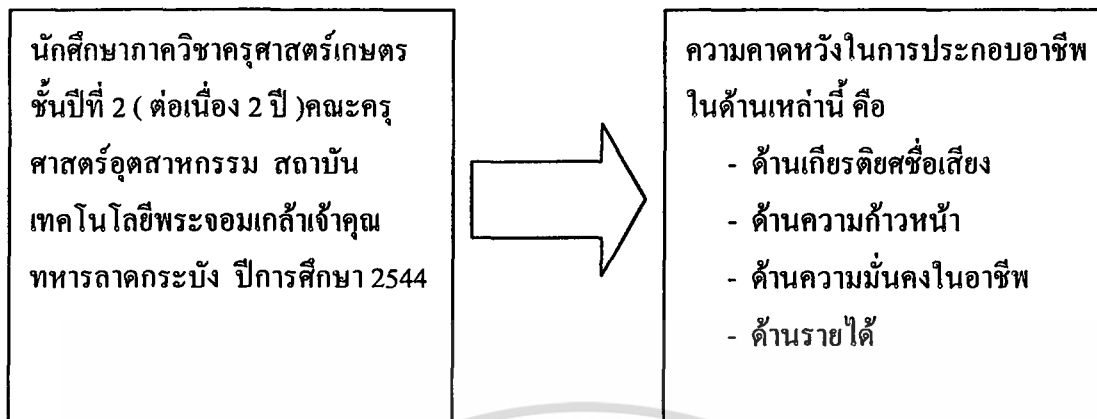 นักศึกษาภาควิชาครุศาสตร์เกษตร
ชั้นปีที่ 2 ( ต่อเนื่อง 2 ปี )คณะครุ
ศาสตร์อุตสาหกรรม สถาบัน
เทคโนโลยีพระจอมเกล้าเจ้าคุณ
ทหารลาดกระบัง ปีการศึกษา 2544
ความคาดหวังในการประกอบอาชีพ
ในด้านเหล่านี้ คือ
- ด้านเกียรติยศชื่อเสียง
- ด้านความก้าวหน้า
- ด้านความมั่นคงในอาชีพ
- ด้านรายได้